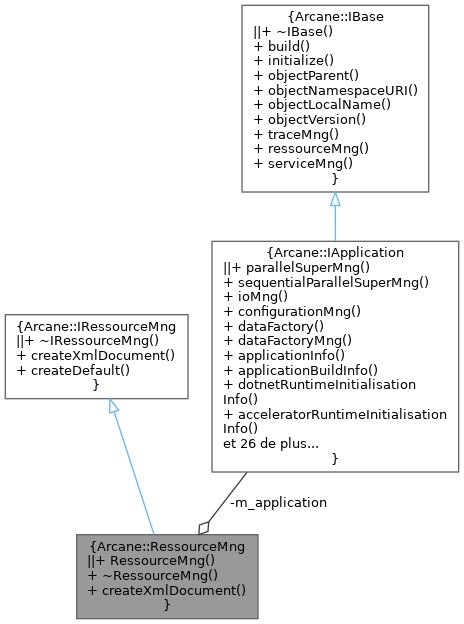 {Arcane::IBase
||+ ~IBase()
+ build()
+ initialize()
+ objectParent()
+ objectNamespaceURI()
+ objectLocalName()
+ objectVersion()
+ traceMng()
+ ressourceMng()
+ serviceMng()
}
{Arcane::IApplication
||+ parallelSuperMng()
+ sequentialParallelSuperMng()
+ ioMng()
+ configurationMng()
+ dataFactory()
+ dataFactoryMng()
+ applicationInfo()
+ applicationBuildInfo()
+ dotnetRuntimeInitialisation
Info()
+ acceleratorRuntimeInitialisation
Info()
et 26 de plus...
}
{Arcane::IRessourceMng
||+ ~IRessourceMng()
+ createXmlDocument()
+ createDefault()
}
-m_application
{Arcane::RessourceMng
||+ RessourceMng()
+ ~RessourceMng()
+ createXmlDocument()
}